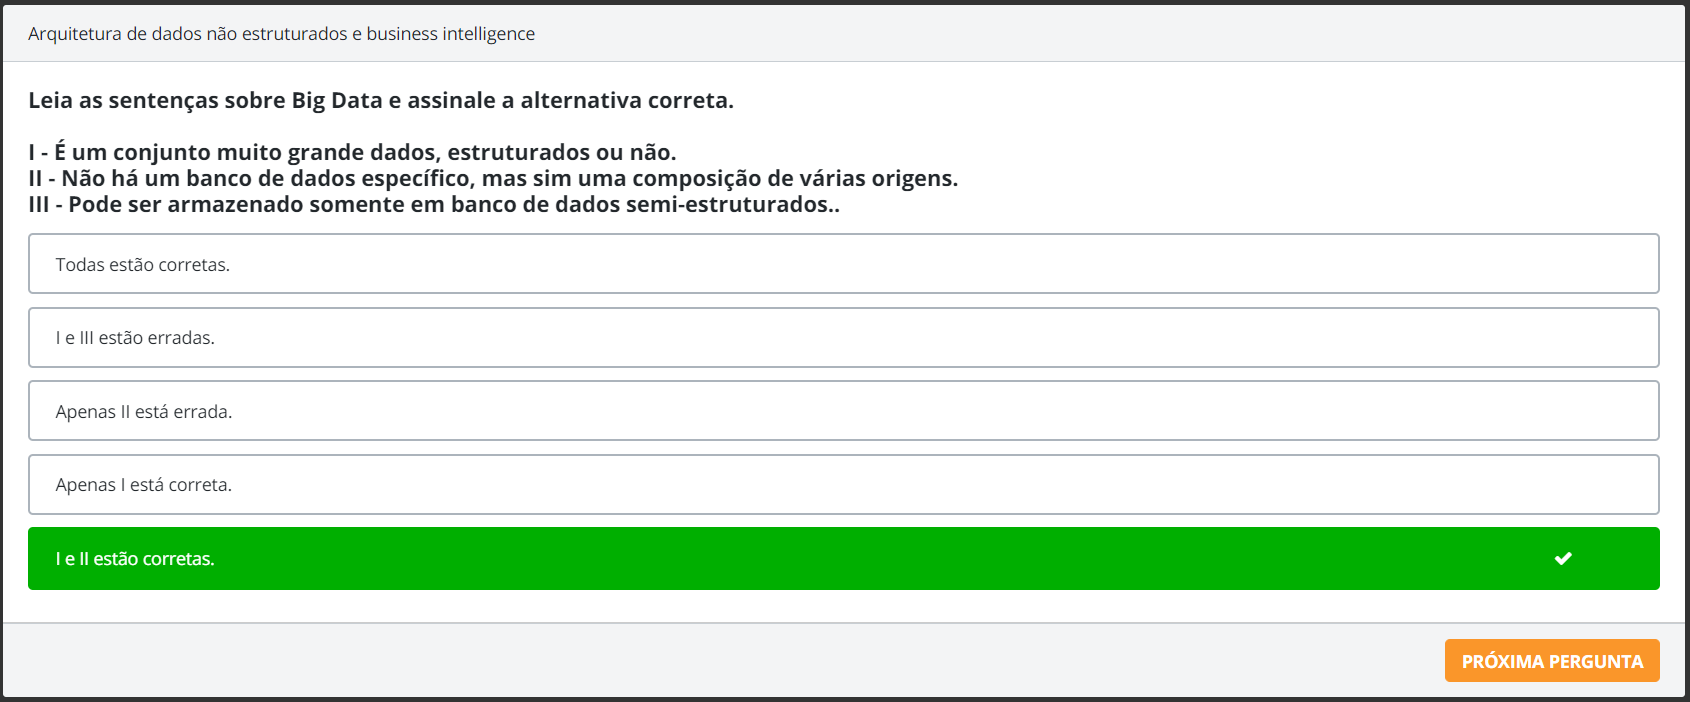 Arquitetura de dados não estruturados e business intelligence
Leia as sentenças sobre Big Data e assinale a alternativa correta.
I - É um conjunto muito grande dados, estruturados ou não.
II - Não há um banco de dados específico, mas sim uma composição de várias origens.
III - Pode ser armazenado somente em banco de dados semi-estruturados..
Todas estão corretas.
I e III estão erradas.
Apenas II está errada.
Apenas I está correta.
I e II estão corretas.
PRÓXIMA PERGUNTA